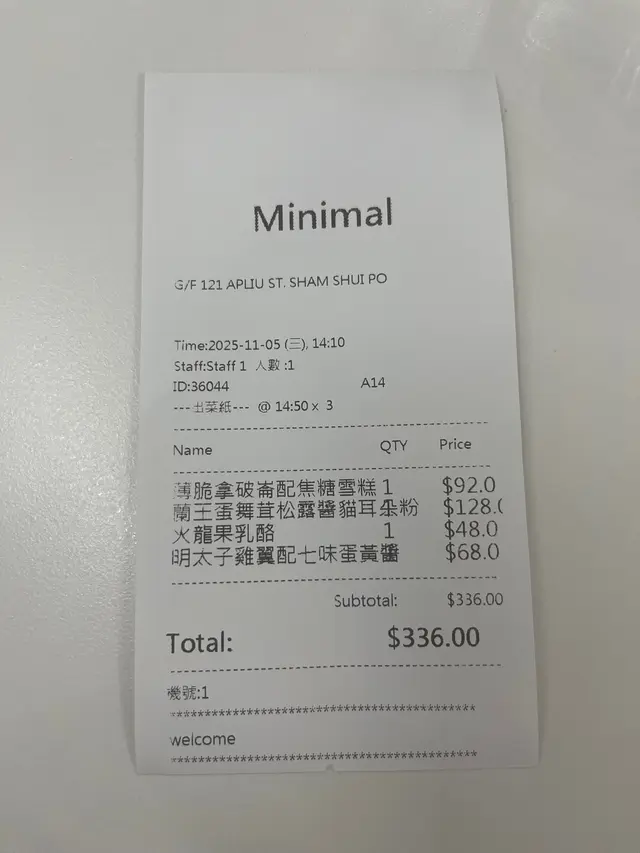 Minimal
G/F 121 APLIU ST. SHAM SHUI PO
Time:2025-11-05 (三), 14:10
Staff:Staff 1 人數 :1
ID:36044 A14
---出菜紙--- @ 14:50 x 3
Name QTY Price
薄脆拿破崙配焦糖雪糕 1 $92.0
蘭王蛋舞茸松露醬貓耳朵粉 $128.0
火龍果乳酪 1 $48.0
明太子雞翼配七味蛋黃醬 $68.0
Subtotal: $336.00
Total: $336.00
機號:1
********************************************
welcome
********************************************